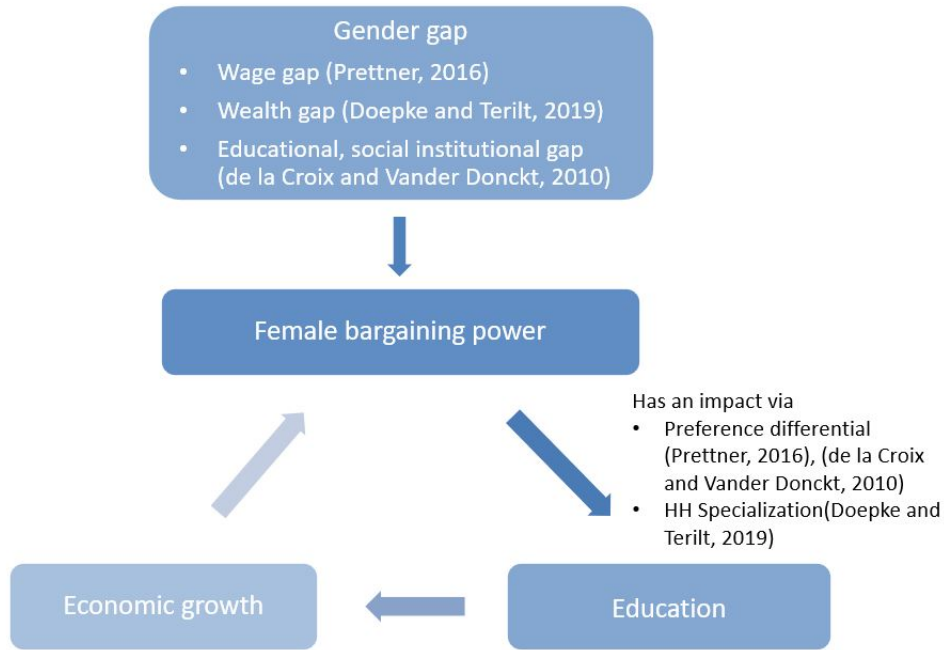 Gender gap
• Wage gap (Prettner, 2016)
• Wealth gap (Doepke and Terilt, 2019)
• Educational, social institutional gap
(de la Croix and Vander Donckt, 2010)
Female bargaining power
Has an impact via
• Preference differential
(Prettner, 2016), (de la Croix
and Vander Donckt, 2010)
• HH Specialization(Doepke and
Terilt, 2019)
Economic growth
Education